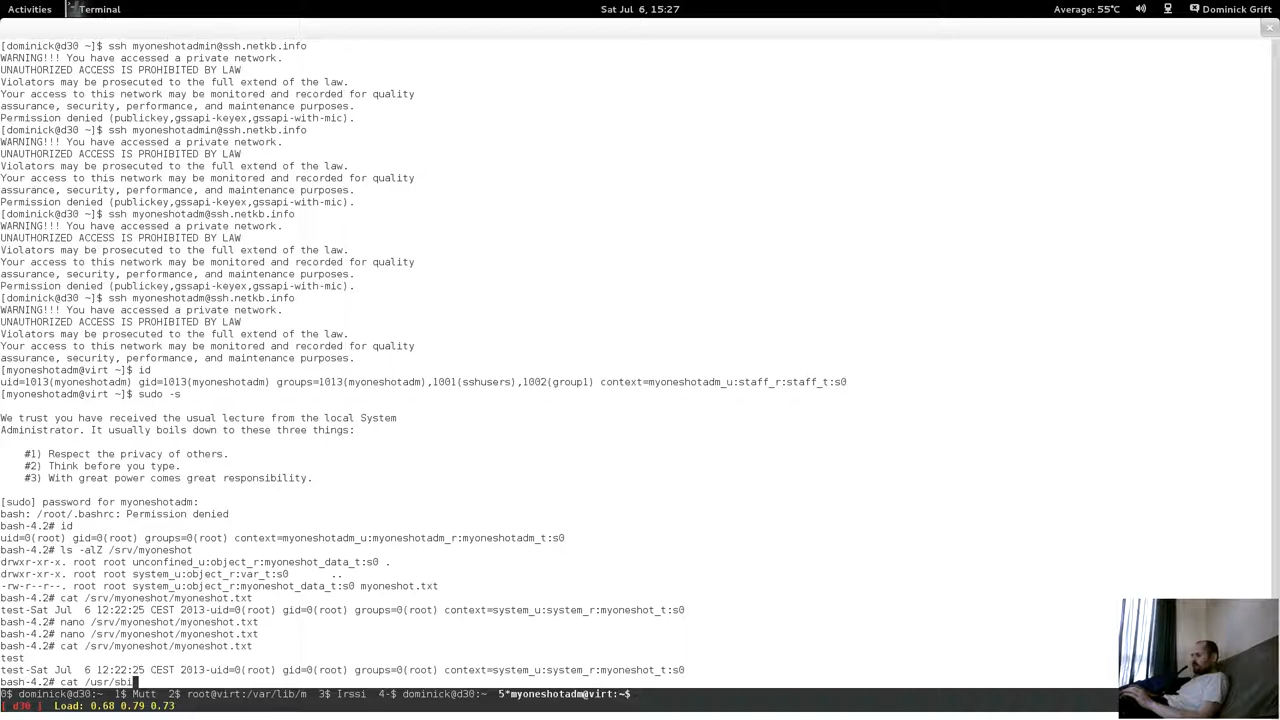 Activities Terminal Sat Jul 6, 15:27 Average: 55°C Dominick Grift
[dominick@d30 ~]$ ssh myoneshotadmin@ssh.netkb.info
WARNING!!! You have accessed a private network.
UNAUTHORIZED ACCESS IS PROHIBITED BY LAW
Violators may be prosecuted to the full extend of the law.
Your access to this network may be monitored and recorded for quality
assurance, security, performance, and maintenance purposes.
Permission denied (publickey,gssapi-keyex,gssapi-with-mic).
[dominick@d30 ~]$ ssh myoneshotadmin@ssh.netkb.info
WARNING!!! You have accessed a private network.
UNAUTHORIZED ACCESS IS PROHIBITED BY LAW
Violators may be prosecuted to the full extend of the law.
Your access to this network may be monitored and recorded for quality
assurance, security, performance, and maintenance purposes.
Permission denied (publickey,gssapi-keyex,gssapi-with-mic).
[dominick@d30 ~]$ ssh myoneshotadm@ssh.netkb.info
WARNING!!! You have accessed a private network.
UNAUTHORIZED ACCESS IS PROHIBITED BY LAW
Violators may be prosecuted to the full extend of the law.
Your access to this network may be monitored and recorded for quality
assurance, security, performance, and maintenance purposes.
Permission denied (publickey,gssapi-keyex,gssapi-with-mic).
[dominick@d30 ~]$ ssh myoneshotadm@ssh.netkb.info
WARNING!!! You have accessed a private network.
UNAUTHORIZED ACCESS IS PROHIBITED BY LAW
Violators may be prosecuted to the full extend of the law.
Your access to this network may be monitored and recorded for quality
assurance, security, performance, and maintenance purposes.
[myoneshotadm@virt ~]$ id
uid=1013(myoneshotadm) gid=1013(myoneshotadm) groups=1013(myoneshotadm),1001(sshusers),1002(group1) context=myoneshotadm_u:staff_r:staff_t:s0
[myoneshotadm@virt ~]$ sudo -s
We trust you have received the usual lecture from the local System
Administrator. It usually boils down to these three things:
#1) Respect the privacy of others.
#2) Think before you type.
#3) With great power comes great responsibility.
[sudo] password for myoneshotadm:
bash: /root/.bashrc: Permission denied
bash-4.2# id
uid=0(root) gid=0(root) groups=0(root) context=myoneshotadm_u:myoneshotadm_r:myoneshotadm_t:s0
bash-4.2# ls -alZ /srv/myoneshot
drwxr-xr-x. root root unconfined_u:object_r:myoneshot_data_t:s0 .
drwxr-xr-x. root root system_u:object_r:var_t:s0 ..
-rw-r--r--. root root system_u:object_r:myoneshot_data_t:s0 myoneshot.txt
bash-4.2# cat /srv/myoneshot/myoneshot.txt
test-Sat Jul 6 12:22:25 CEST 2013-uid=0(root) gid=0(root) groups=0(root) context=system_u:system_r:myoneshot_t:s0
bash-4.2# nano /srv/myoneshot/myoneshot.txt
bash-4.2# nano /srv/myoneshot/myoneshot.txt
bash-4.2# cat /srv/myoneshot/myoneshot.txt
test
test-Sat Jul 6 12:22:25 CEST 2013-uid=0(root) gid=0(root) groups=0(root) context=system_u:system_r:myoneshot_t:s0
bash-4.2# cat /usr/sbi
0$ dominick@d30:~ 1$ Mutt 2$ root@virt:/var/lib/m 3$ Irssi 4-$ dominick@d30:~ 5*myoneshotadm@virt:~$
[ d30 ] Load: 0.68 0.79 0.73